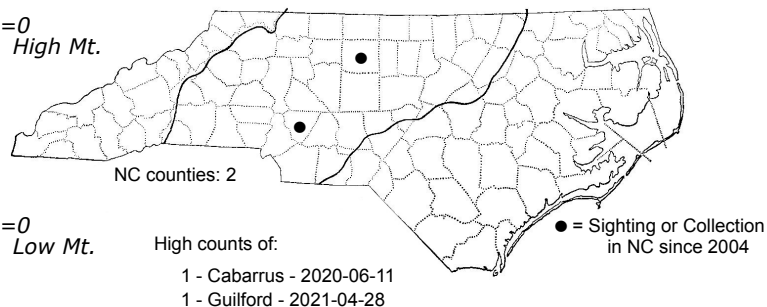 =0
High Mt.
NC counties: 2
=0
Low Mt.
High counts of:
1 - Cabarrus - 2020-06-11
1 - Guilford - 2021-04-28
● = Sighting or Collection
in NC since 2004